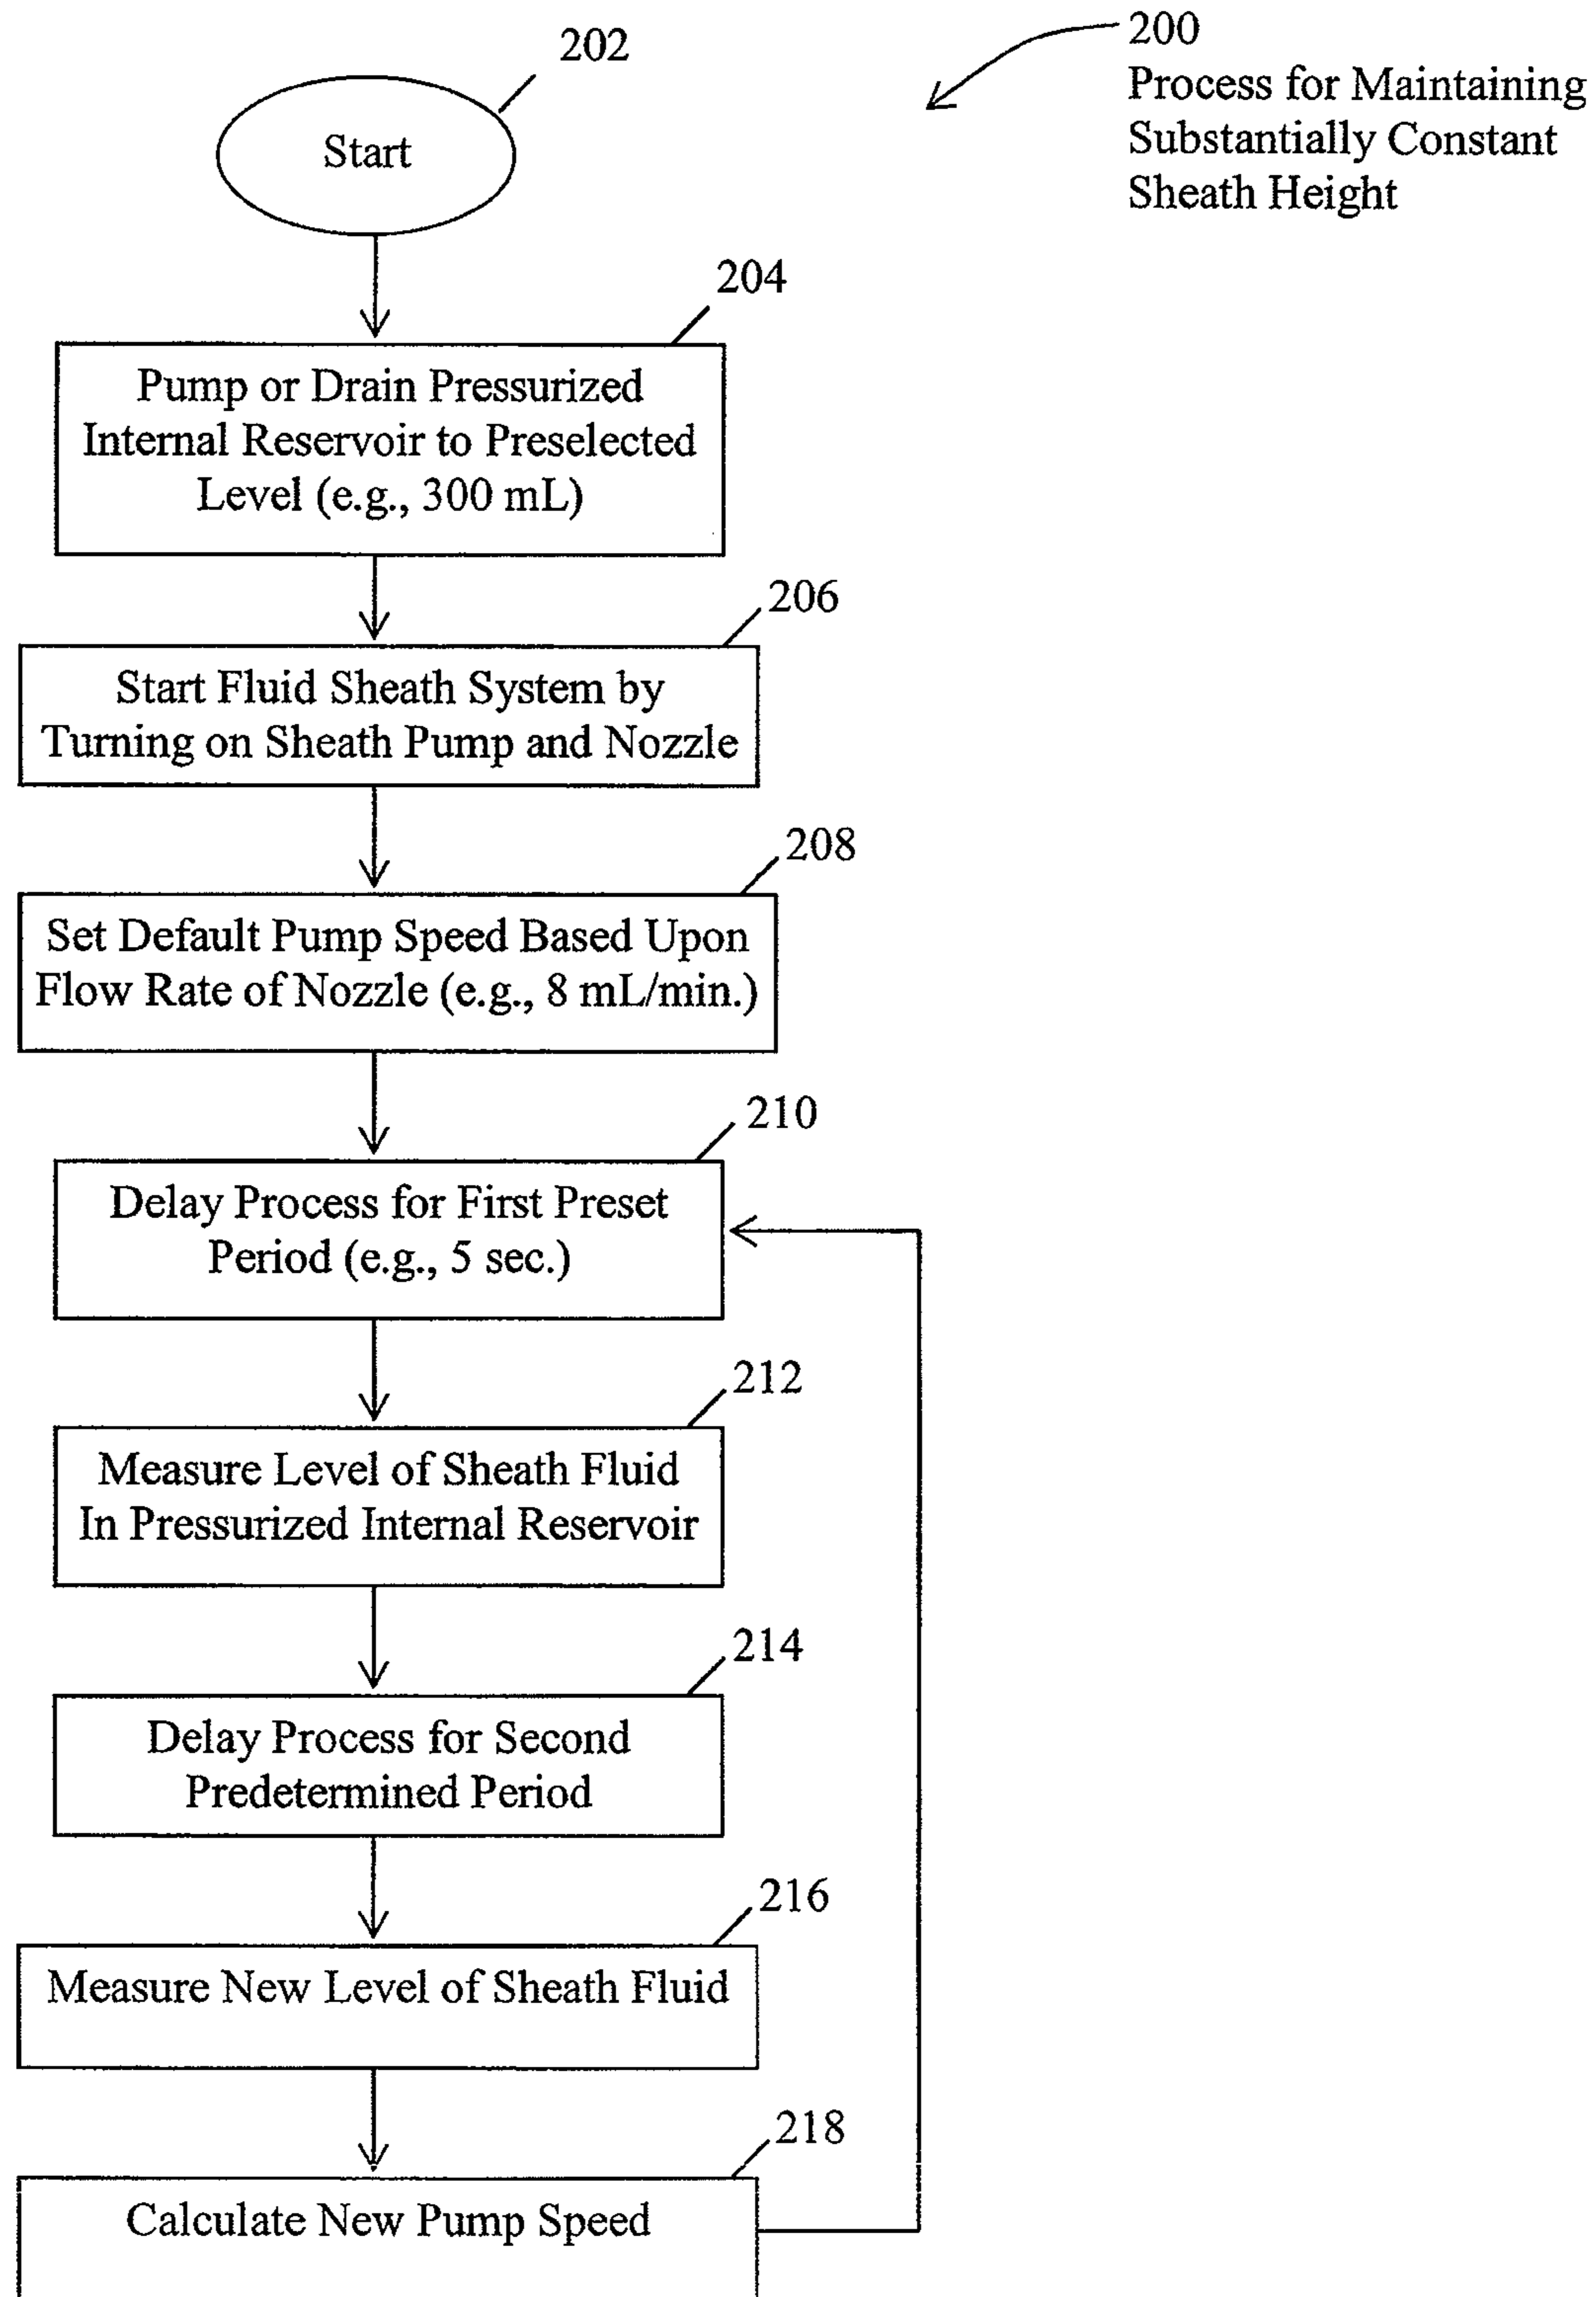 200
Process for Maintaining
Substantially Constant
Sheath Height
202
Start
204
Pump or Drain Pressurized
Internal Reservoir to Preselected
Level (e.g., 300 mL)
206
Start Fluid Sheath System by
Turning on Sheath Pump and Nozzle
208
Set Default Pump Speed Based Upon
Flow Rate of Nozzle (e.g., 8 mL/min.)
210
Delay Process for First Preset
Period (e.g., 5 sec.)
212
Measure Level of Sheath Fluid
In Pressurized Internal Reservoir
214
Delay Process for Second
Predetermined Period
216
Measure New Level of Sheath Fluid
218
Calculate New Pump Speed